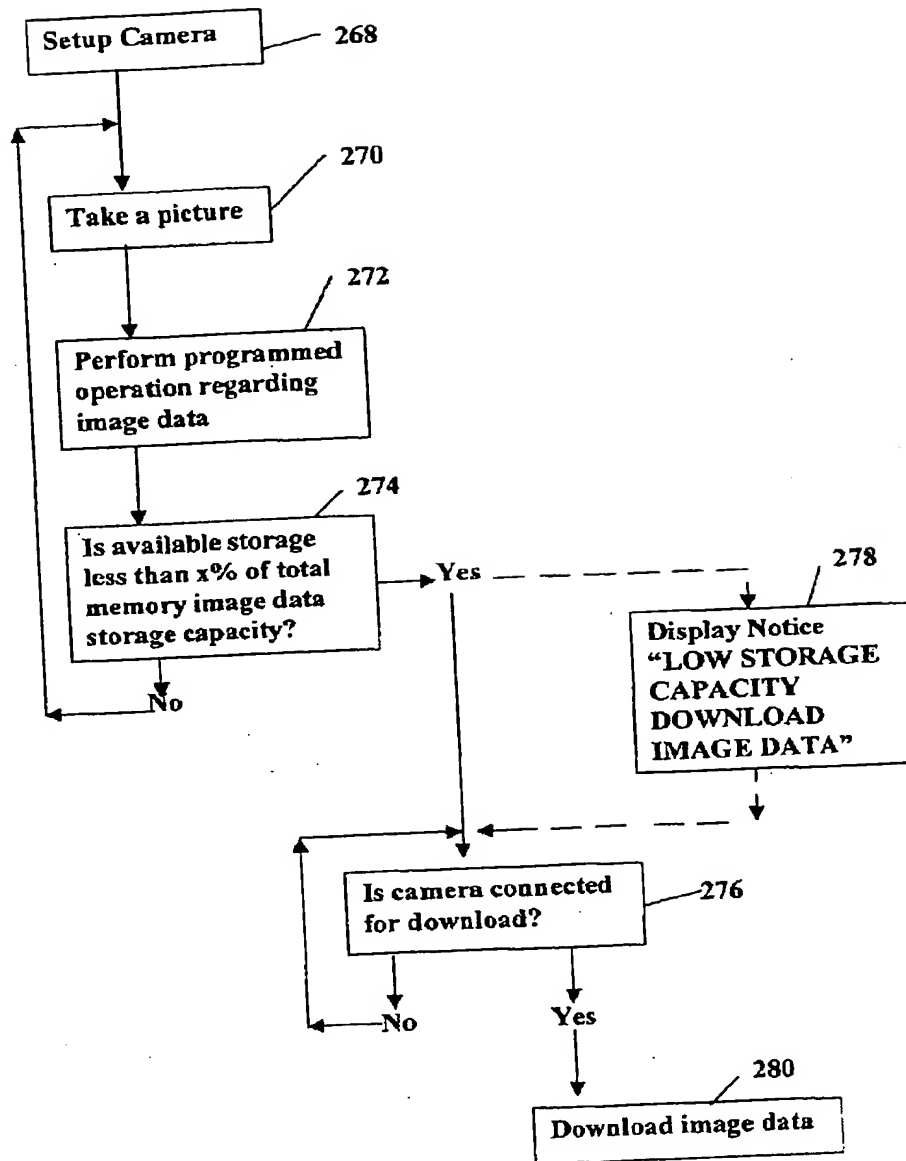 Setup Camera
268
270
Take a picture
272
Perform programmed
operation regarding
image data
274
Is available storage
less than x% of total
memory image data
storage capacity?
Yes
No
278
Display Notice
“LOW STORAGE
CAPACITY
DOWNLOAD
IMAGE DATA”
Is camera connected
for download?
276
No
Yes
280
Download image data